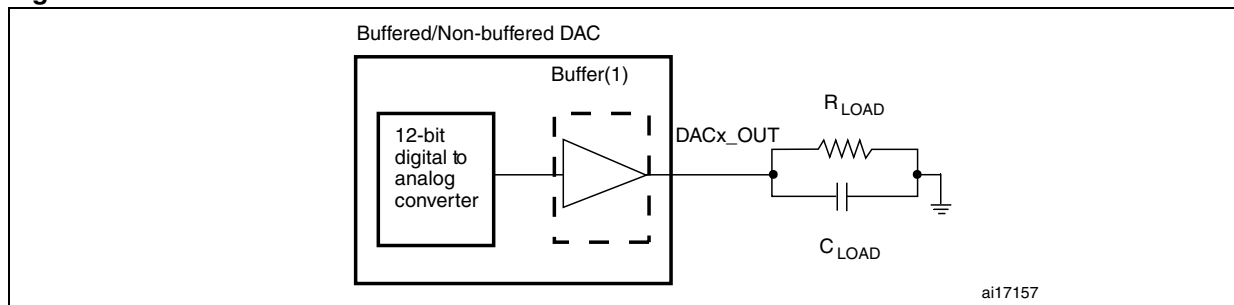 Buffered/Non-buffered DAC
Buffer(1)
12-bit
digital to
analog
converter
DACx_OUT
R LOAD
C LOAD
ai17157